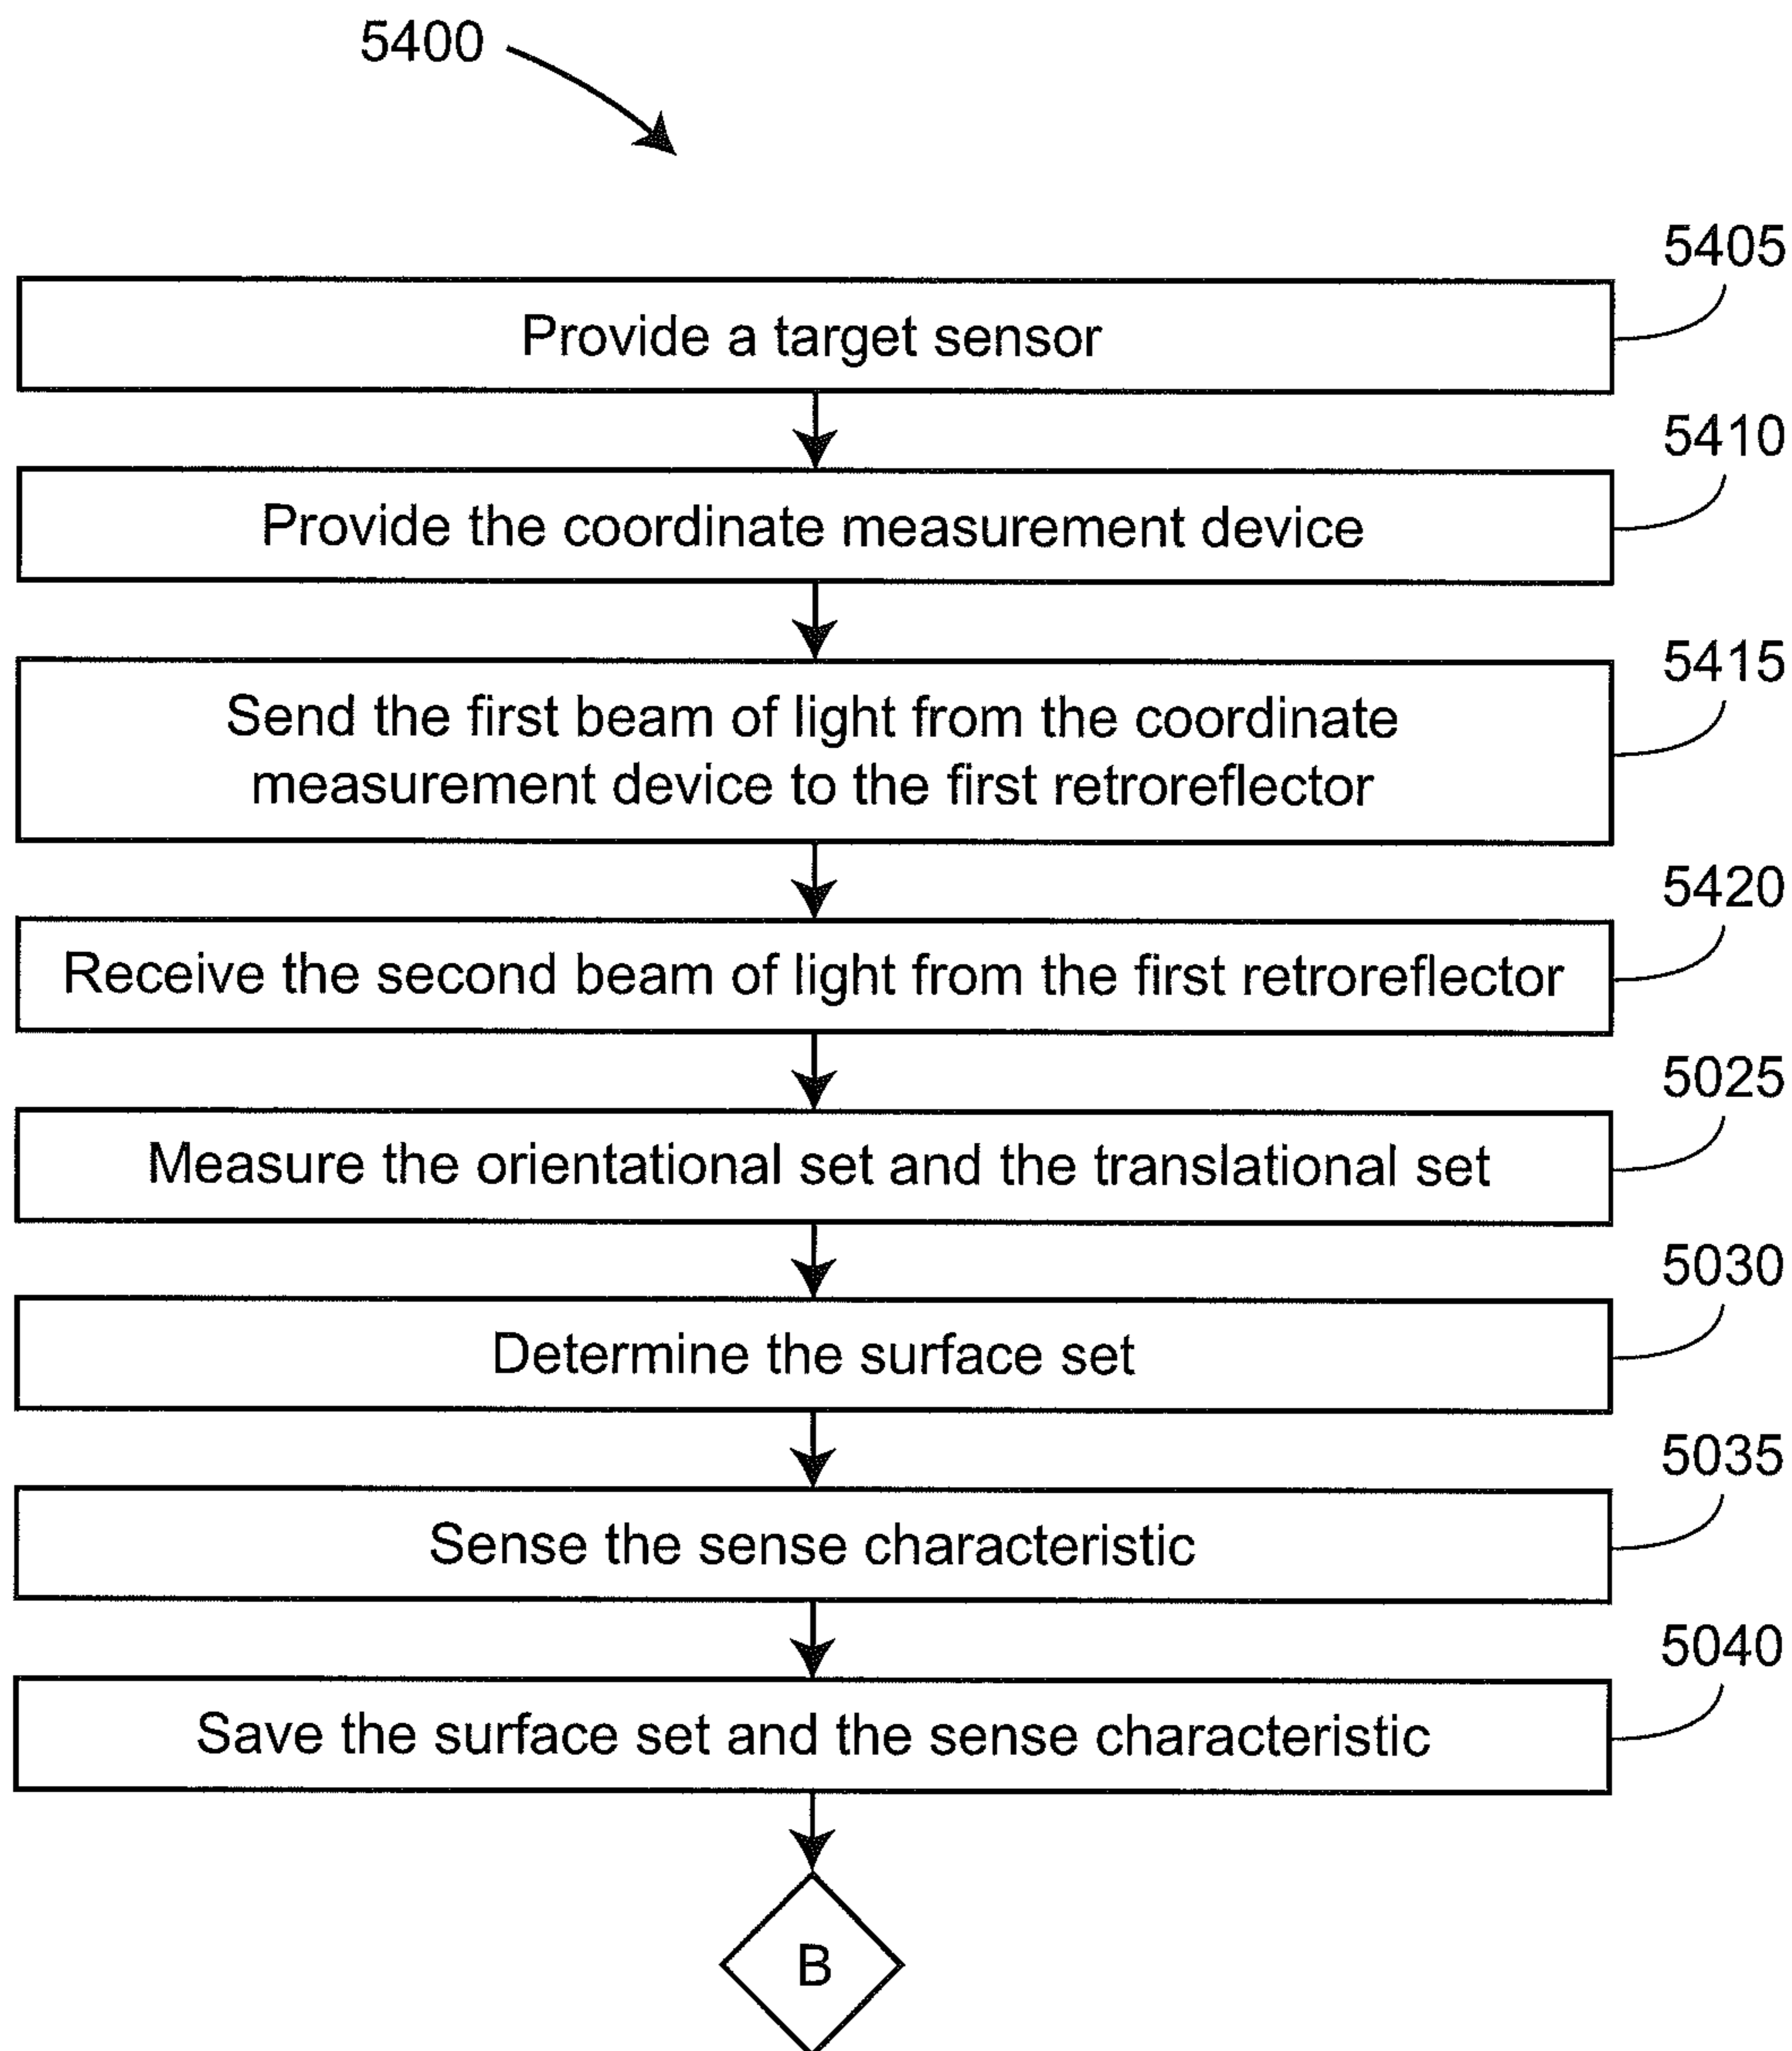 5400
5405
Provide a target sensor
5410
Provide the coordinate measurement device
5415
Send the first beam of light from the coordinate
measurement device to the first retroreflector
5420
Receive the second beam of light from the first retroreflector
5025
Measure the orientational set and the translational set
5030
Determine the surface set
5035
Sense the sense characteristic
5040
Save the surface set and the sense characteristic
B